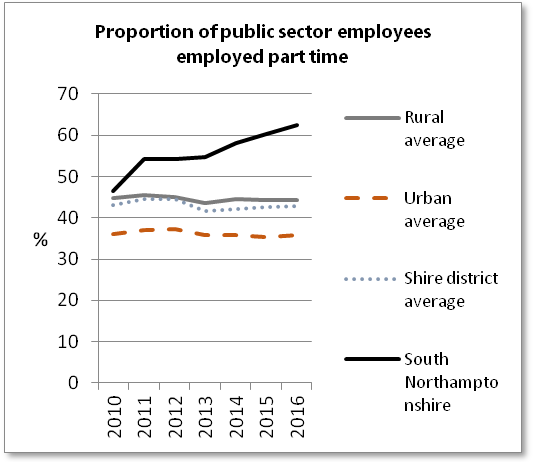 Proportion of public sector employees
employed part time
70
60
50
40
30
20
10
0
%
2010
2011
2012
2013
2014
2015
2016
Rural
average
Urban
average
Shire district
average
South
Northampto
nshire